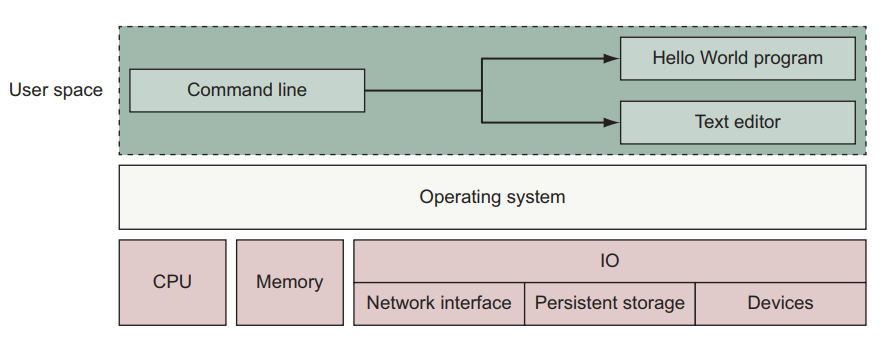 Hello World program
User space
Command line
Text editor
Operating system
IO
CPU
Memory
Network interface
Persistent storage
Devices